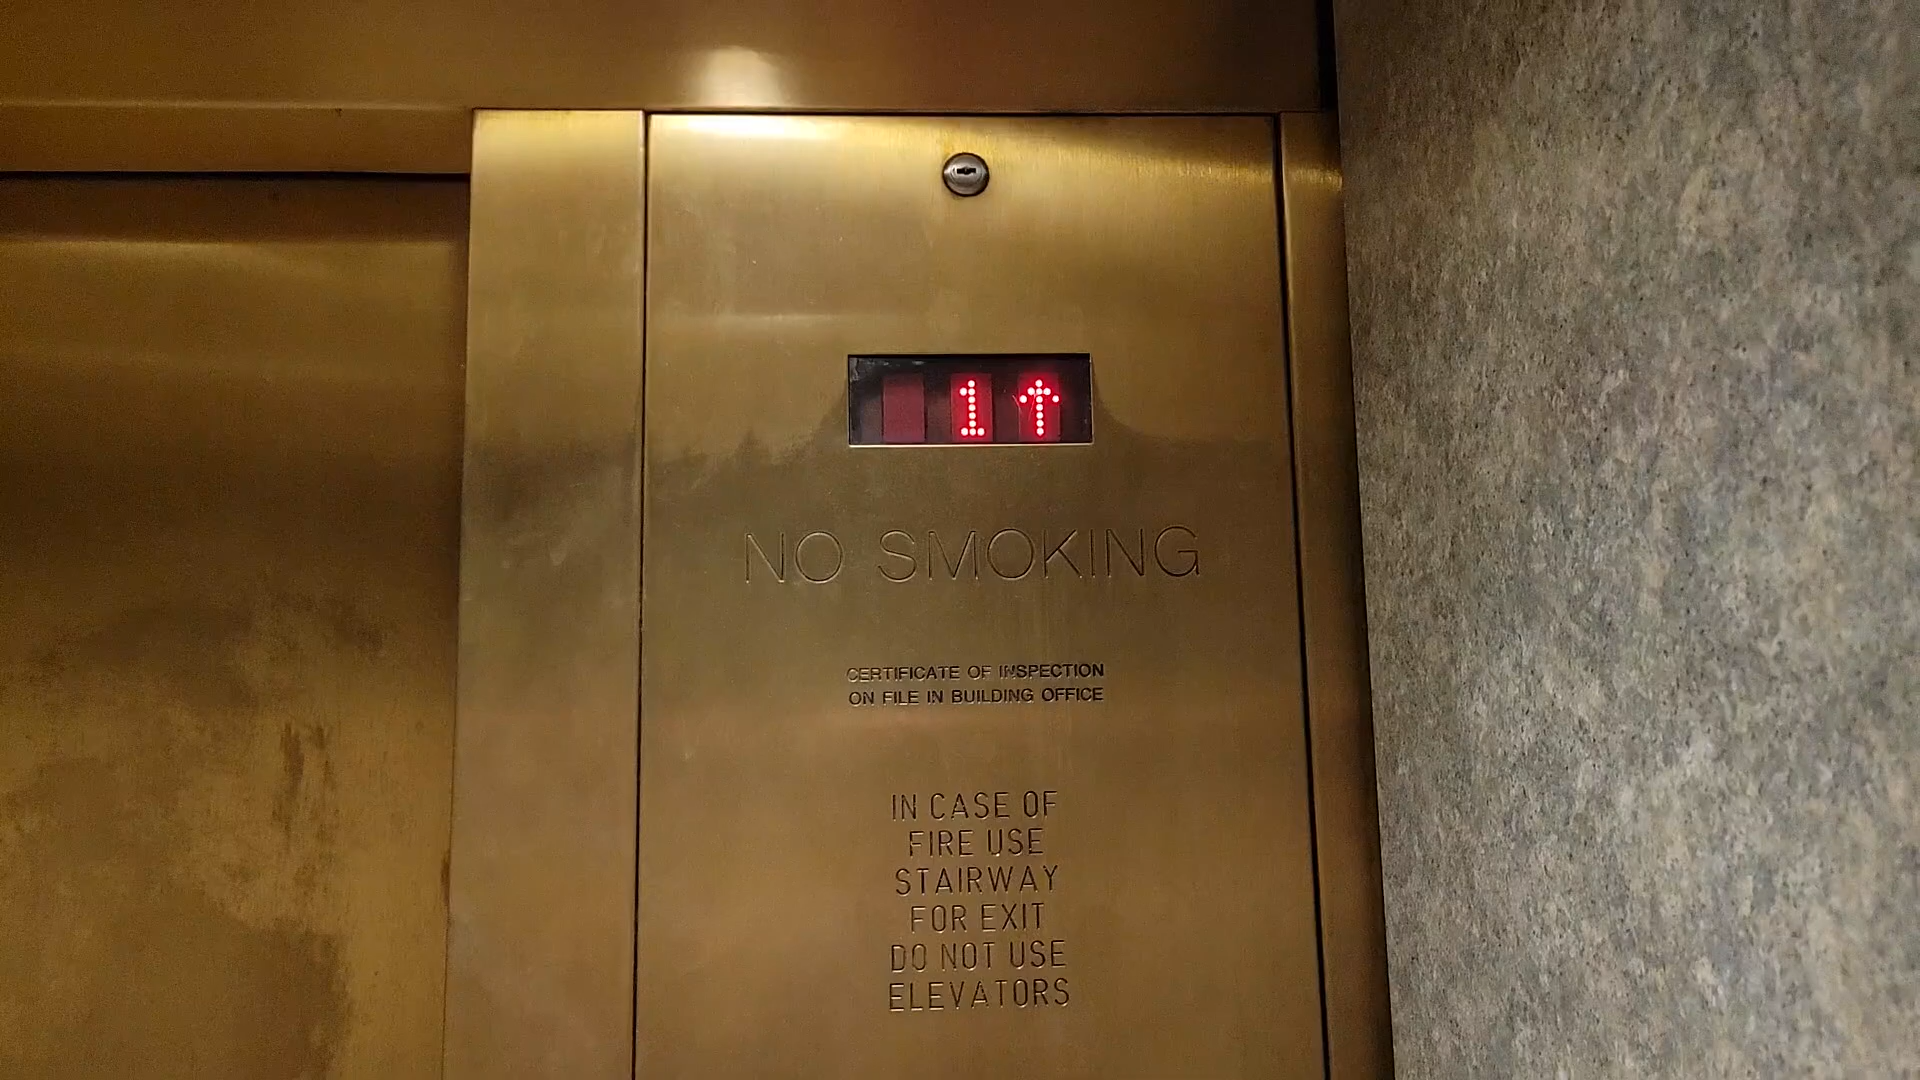 1↑
NO SMOKING
CERTIFICATE OF INSPECTION
ON FILE IN BUILDING OFFICE
IN CASE OF
FIRE USE
STAIRWAY
FOR EXIT
DO NOT USE
ELEVATORS